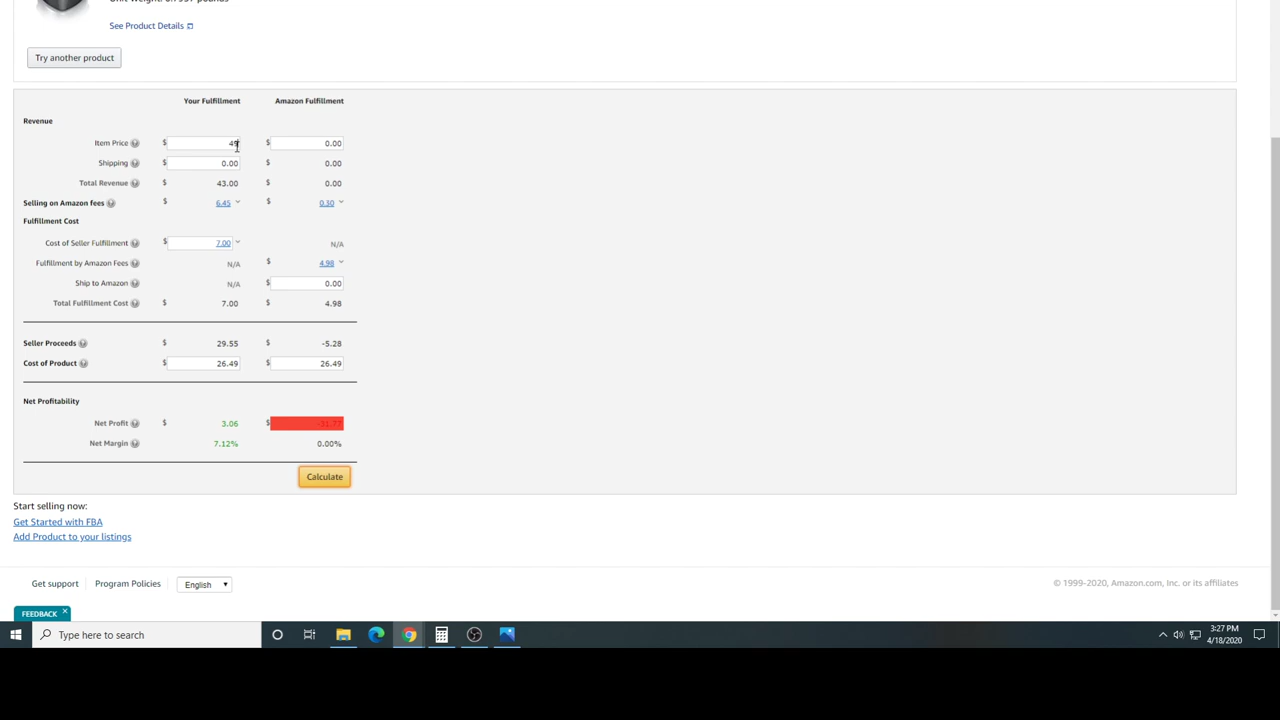 See Product Details
Try another product
Your Fulfillment Amazon Fulfillment
Revenue
Item Price $ 49 $ 0.00
Shipping $ 0.00 $ 0.00
Total Revenue $ 43.00 $ 0.00
Selling on Amazon fees $ 6.45 $ 0.30
Fulfillment Cost
Cost of Seller Fulfillment $ 7.00 N/A
Fulfillment by Amazon Fees N/A $ 4.98
Ship to Amazon N/A $ 0.00
Total Fulfillment Cost $ 7.00 $ 4.98
Seller Proceeds $ 29.55 $ -5.28
Cost of Product $ 26.49 $ 26.49
Net Profitability
Net Profit $ 3.06 $ -31.77
Net Margin 7.12% 0.00%
Calculate
Start selling now:
Get Started with FBA
Add Product to your listings
Get support Program Policies English © 1999-2020, Amazon.com, Inc. or its affiliates
FEEDBACK
Type here to search
3:27 PM
4/18/2020